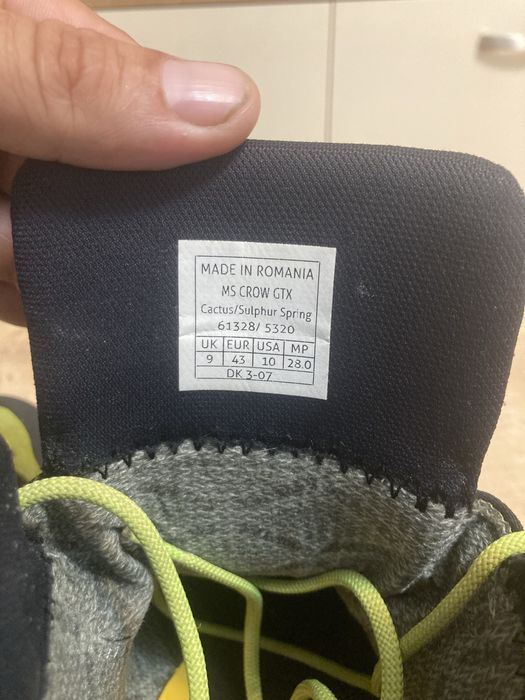 MADE IN ROMANIA
MS CROW GTX
Cactus/Sulphur Spring
61328/ 5320
UK EUR USA MP
9 43 10 28.0
DK 3-07